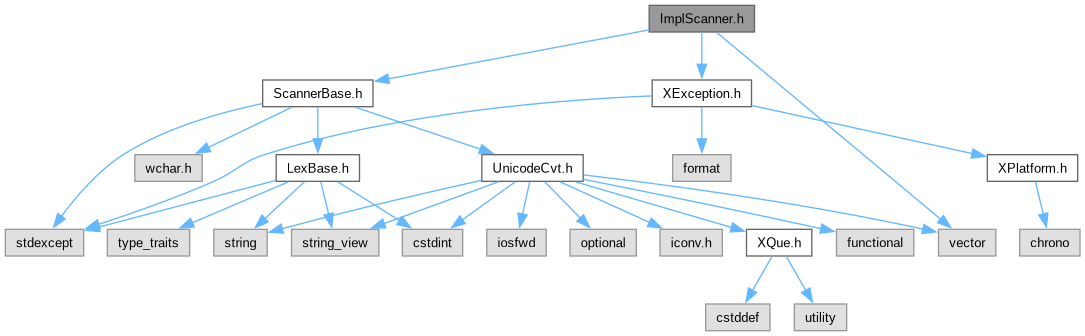 ImplScanner.h
ScannerBase.h
XException.h
wchar.h
LexBase.h
UnicodeCvt.h
format
XPlatform.h
stdexcept
type_traits
string
string_view
cstdint
iosfwd
optional
iconv.h
XQue.h
functional
vector
chrono
cstddef
utility